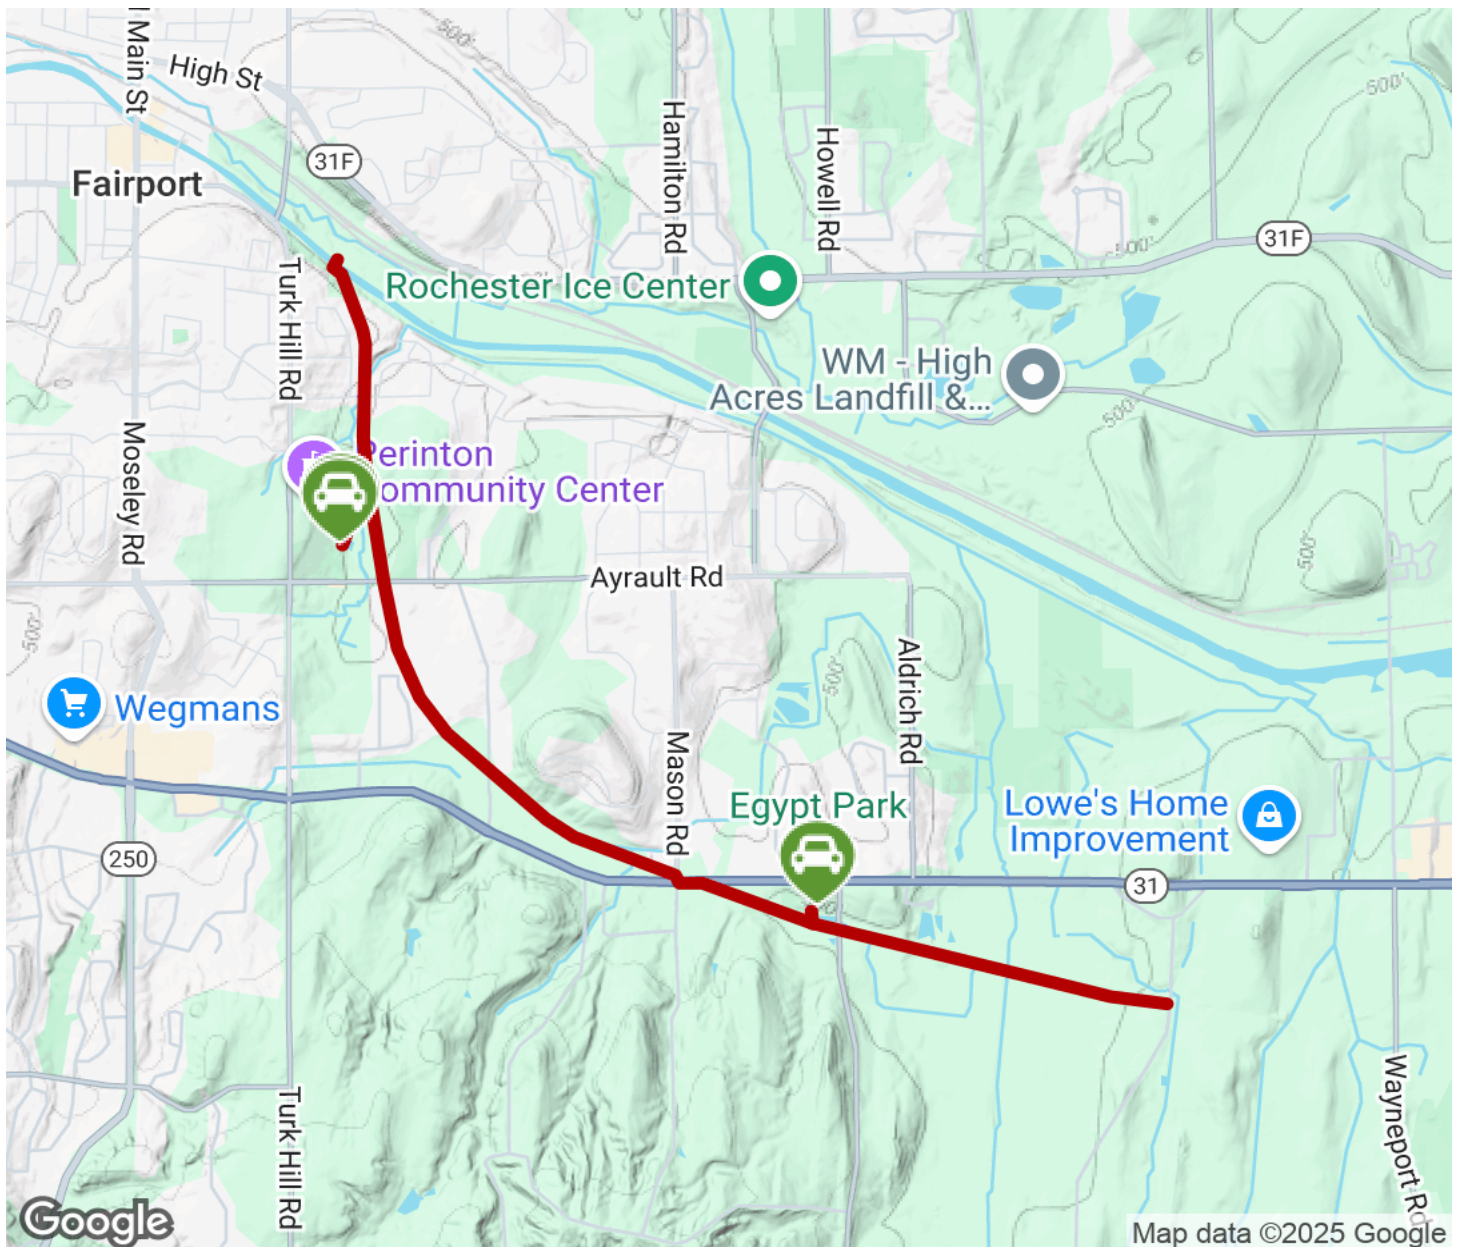 Main St
High St
31F
Fairport
Hamilton Rd
Howell Rd
500'
500'
500'
31F
Turk Hill Rd
Rochester Ice Center
WM - High
Acres Landfill &...
500'
Moseley Rd
Perinton
Community Center
Ayrault Rd
500'
500'
500
Aldrich Rd
Wegmans
Mason Rd
Egypt Park
Lowe's Home
Improvement
250
31
Turk Hill Rd
Wayneport Rd
Google
Map data ©2025 Google